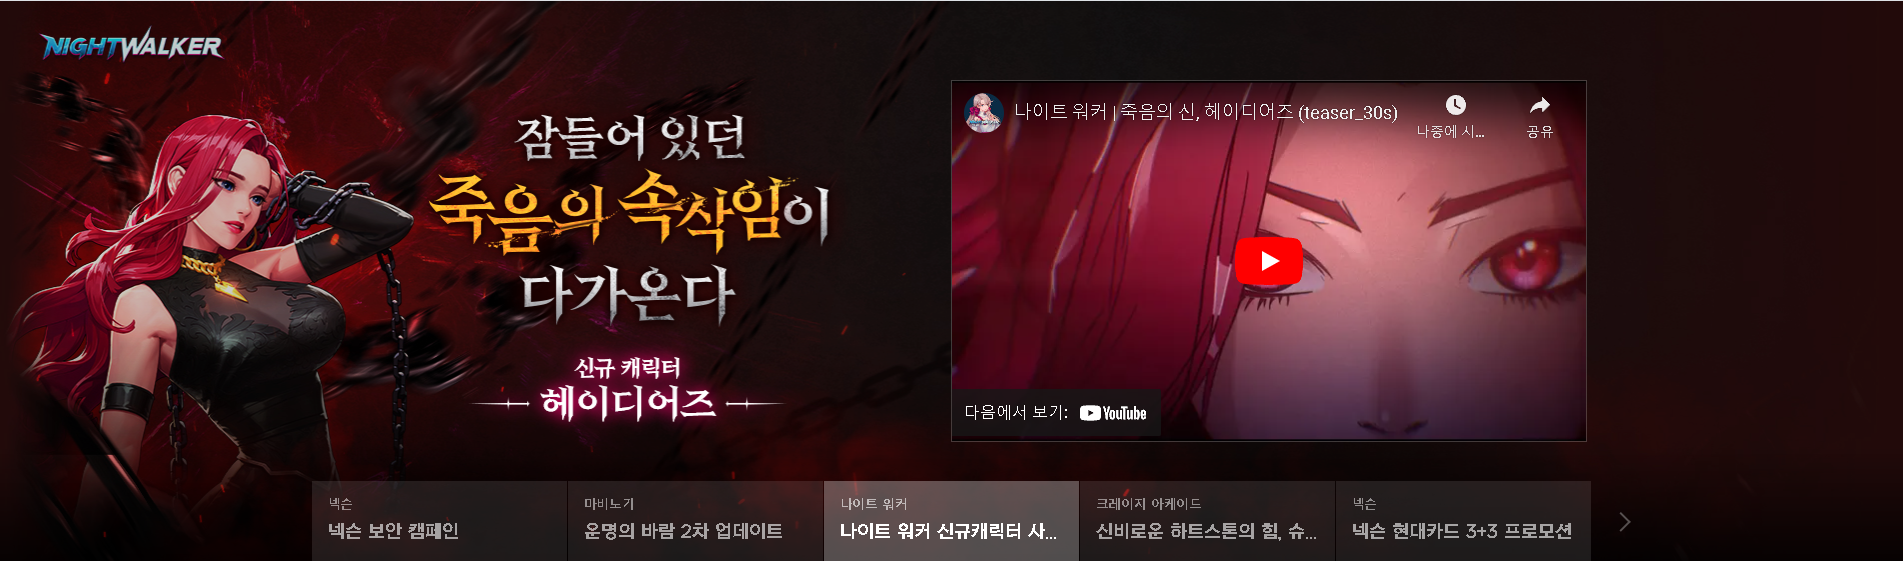 NIGHTWALKER
잠들어 있던
죽음의 속삭임이
다가온다
신규 캐릭터
헤이디어즈
나이트 워커 | 죽음의 신, 헤이디어즈 (teaser_30s)
나중에 시...
공유
다음에서 보기: YouTube
넥슨
넥슨 보안 캠페인
마비노기
운명의 바람 2차 업데이트
나이트 워커
나이트 워커 신규캐릭터 사...
크레이지 아케이드
신비로운 하트스톤의 힘, 슈...
넥슨
넥슨 현대카드 3+3 프로모션